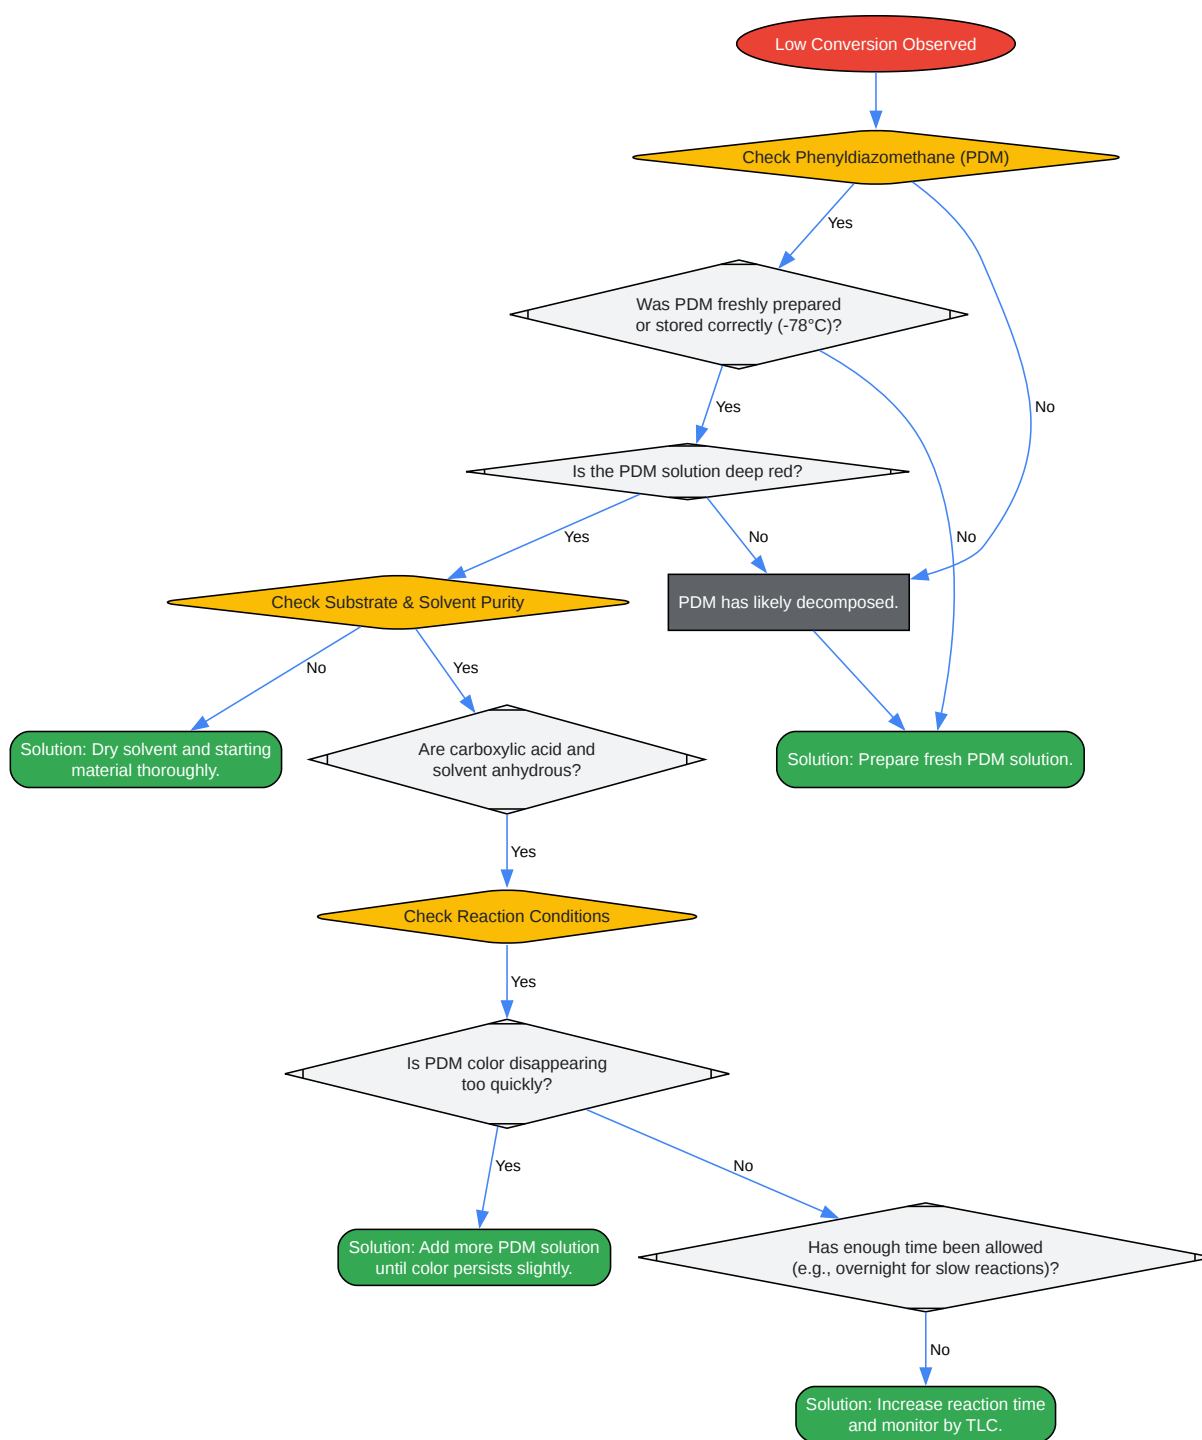 Low Conversion Observed
Check Phenyldiazomethane (PDM)
Yes
Was PDM freshly prepared
or stored correctly (-78°C)?
Yes
No
Is the PDM solution deep red?
Yes
No
No
Check Substrate & Solvent Purity
PDM has likely decomposed.
No
Yes
Solution: Dry solvent and starting
material thoroughly.
Are carboxylic acid and
solvent anhydrous?
Solution: Prepare fresh PDM solution.
Yes
Check Reaction Conditions
Yes
Is PDM color disappearing
too quickly?
Yes
No
Solution: Add more PDM solution
until color persists slightly.
Has enough time been allowed
(e.g., overnight for slow reactions)?
No
Solution: Increase reaction time
and monitor by TLC.